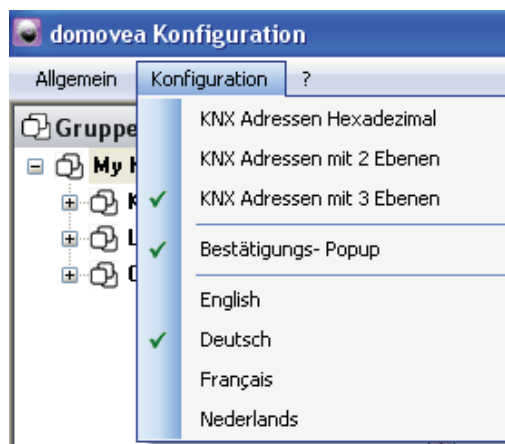 domovea Konfiguration
Allgemein Konfiguration ?
Gruppe
My
KNX Adressen Hexadezimal
KNX Adressen mit 2 Ebenen
KNX Adressen mit 3 Ebenen
Bestätigungs- Popup
English
Deutsch
Français
Nederlands